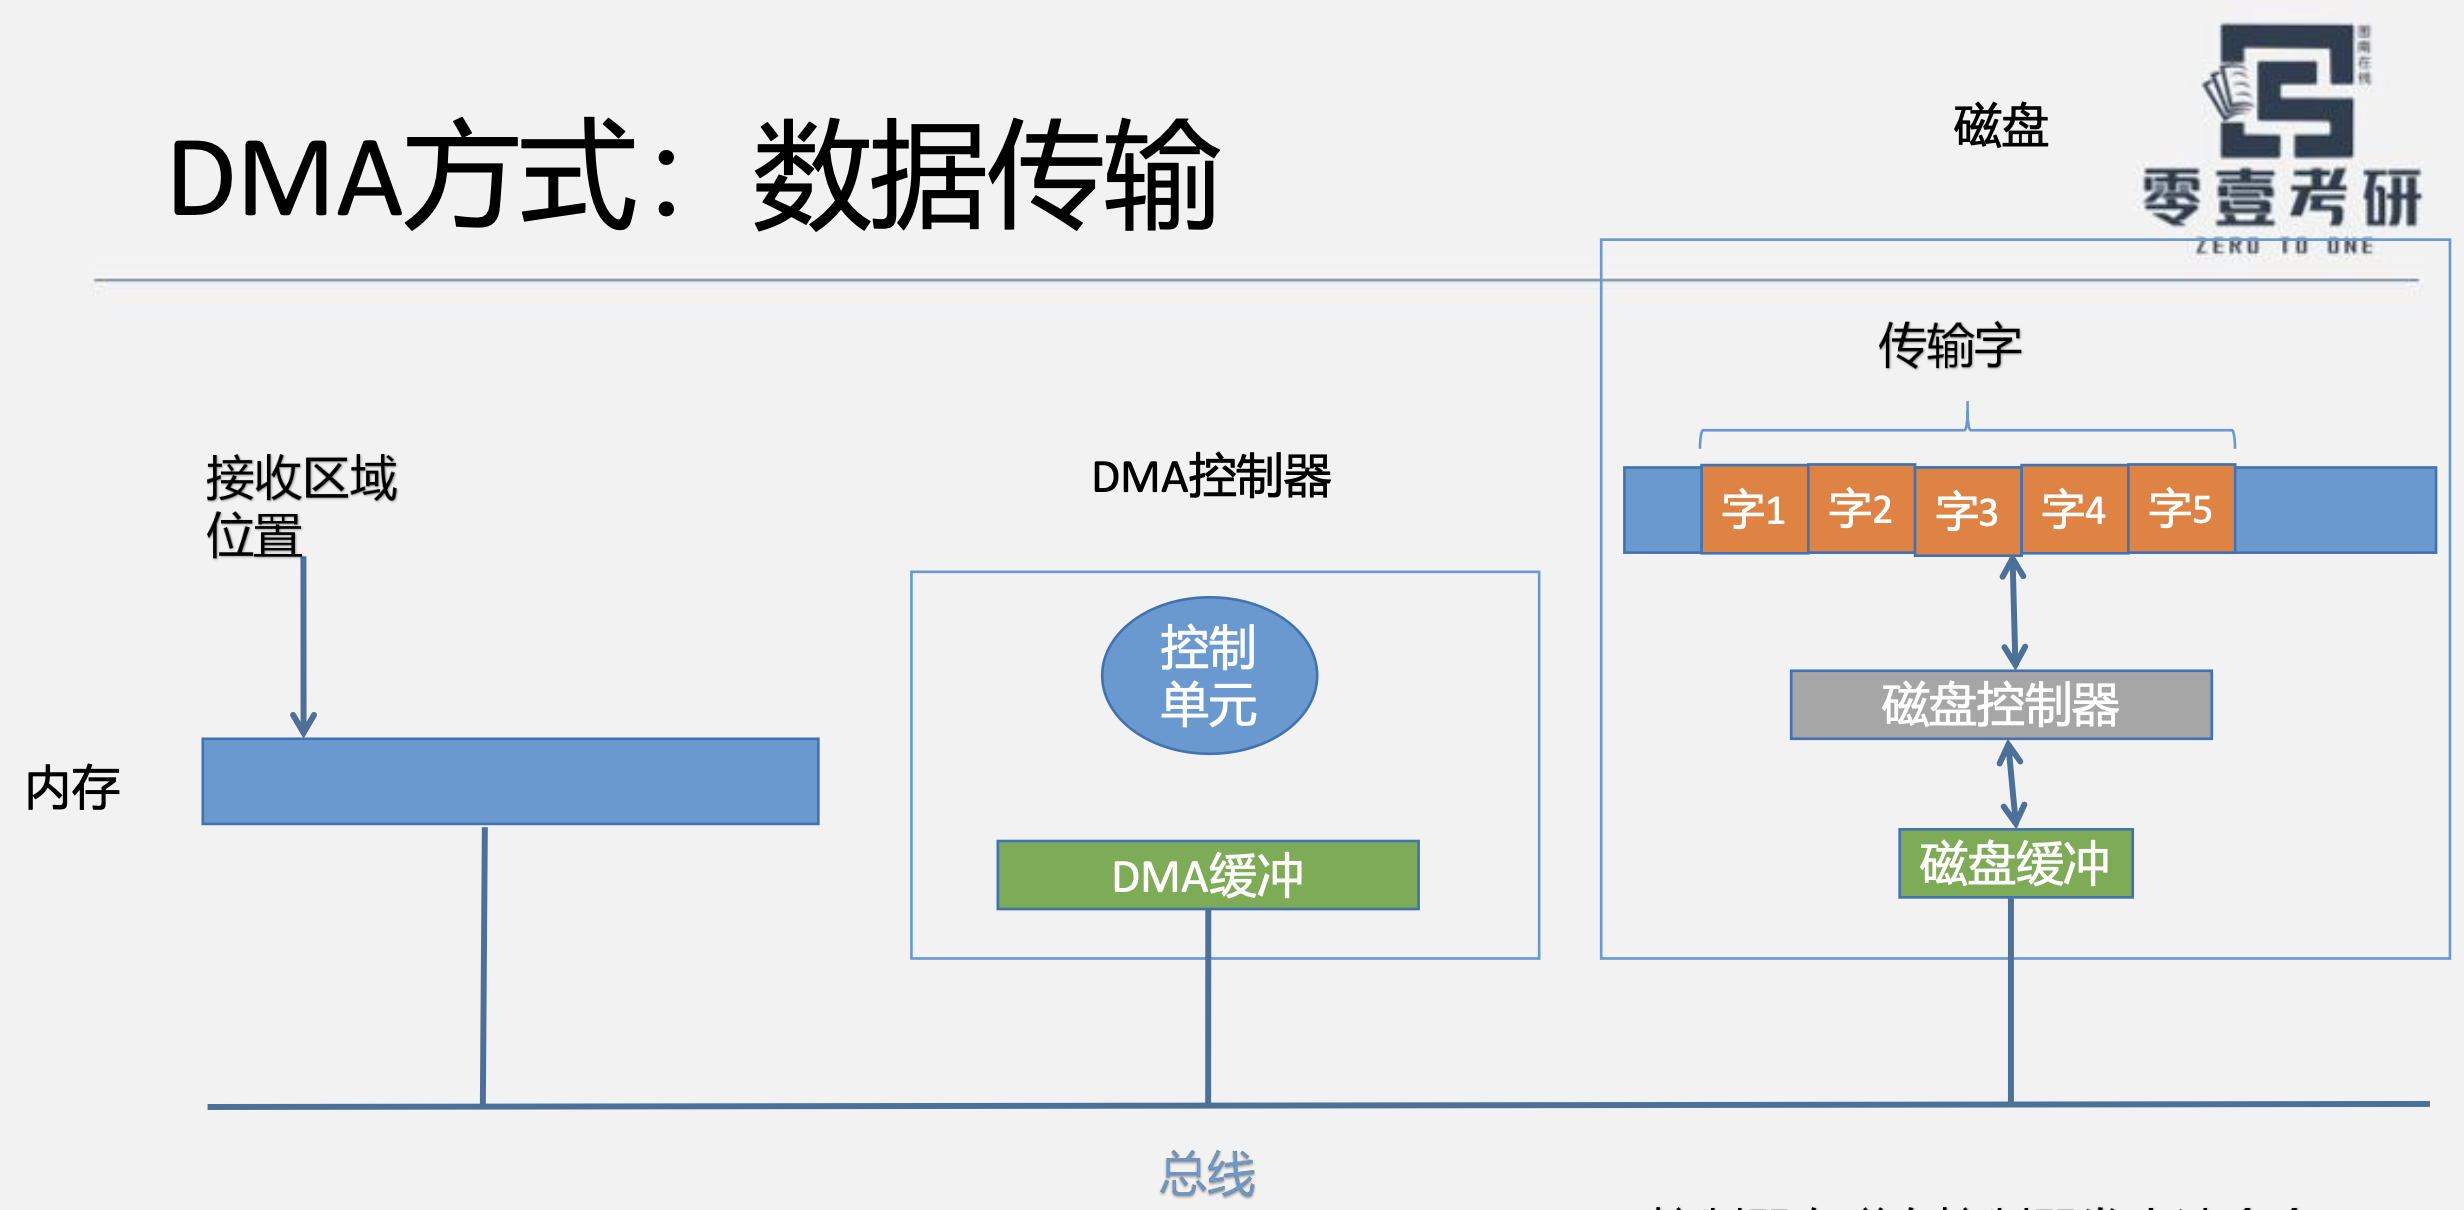 DMA方式：数据传输
磁盘
零壹考研
ZERO TO ONE
传输字
接收区域
位置
DMA控制器
字1 字2 字3 字4 字5
控制
单元
磁盘控制器
内存
DMA缓冲
磁盘缓冲
总线